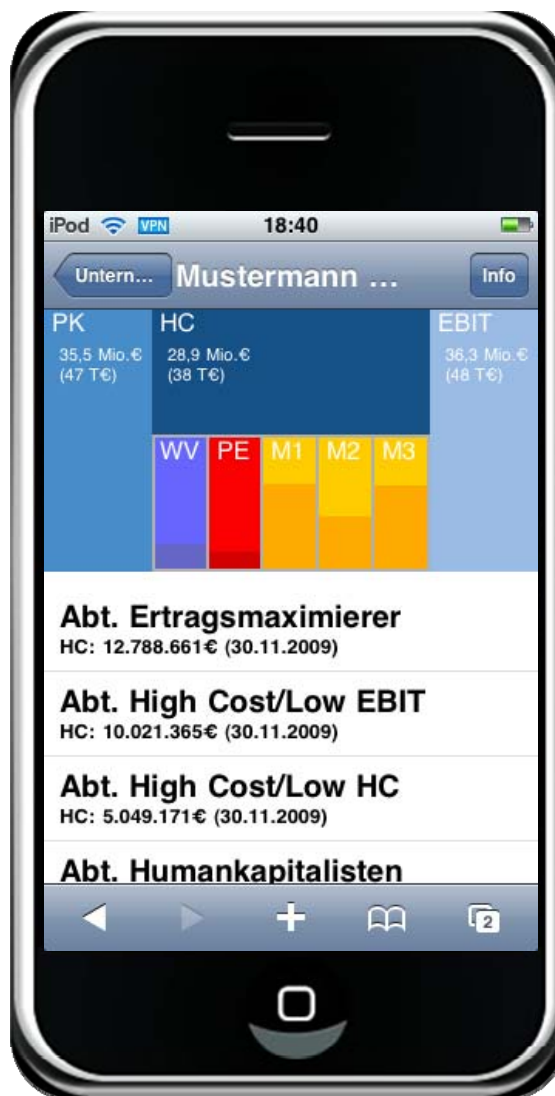 iPod VPN 18:40
Untern... Mustermann ... Info
PK HC EBIT
35,5 Mio.€ 28,9 Mio.€ 36,3 Mio.€
(47 T€) (38 T€) (48 T€)
WV PE M1 M2 M3
Abt. Ertragsmaximierer
HC: 12.788.661€ (30.11.2009)
Abt. High Cost/Low EBIT
HC: 10.021.365€ (30.11.2009)
Abt. High Cost/Low HC
HC: 5.049.171€ (30.11.2009)
Abt. Humankapitalisten
2